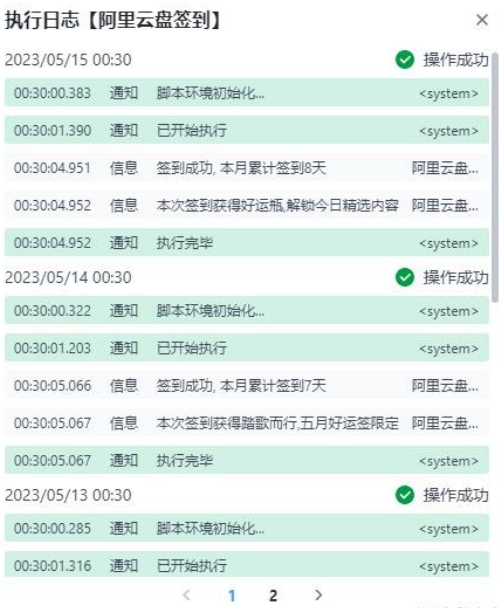 执行日志【阿里云盘签到】 ×
2023/05/15 00:30 操作成功
00:30:00.383 通知 脚本环境初始化... <system>
00:30:01.390 通知 已开始执行 <system>
00:30:04.951 信息 签到成功, 本月累计签到8天 阿里云盘...
00:30:04.952 信息 本次签到获得好运瓶,解锁今日精选内容 阿里云盘...
00:30:04.952 通知 执行完毕 <system>
2023/05/14 00:30 操作成功
00:30:00.322 通知 脚本环境初始化... <system>
00:30:01.203 通知 已开始执行 <system>
00:30:05.066 信息 签到成功, 本月累计签到7天 阿里云盘...
00:30:05.067 信息 本次签到获得踏歌而行,五月好运签限定 阿里云盘...
00:30:05.067 通知 执行完毕 <system>
2023/05/13 00:30 操作成功
00:30:00.285 通知 脚本环境初始化... <system>
00:30:01.316 通知 已开始执行 <system>
< 1 2 >